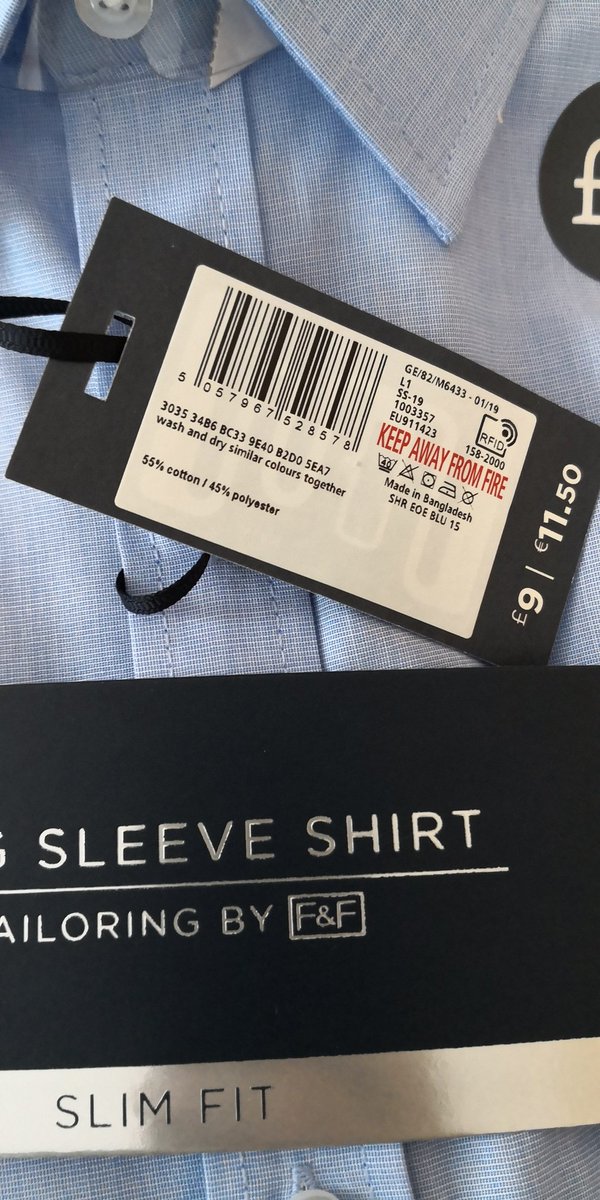 £
5 057967 528578
3035 34B6 BC33 9E40 B2D0 5EA7
wash and dry similar colours together
55% cotton / 45% polyester
GE/82/M6433 - 01/19
L1
SS-19
1003357
EU911423
RFID
158-2000
KEEP AWAY FROM FIRE
40
Made in Bangladesh
SHR EOE BLU 15
£9 | €11.50
G SLEEVE SHIRT
AILORING BY F&F
SLIM FIT